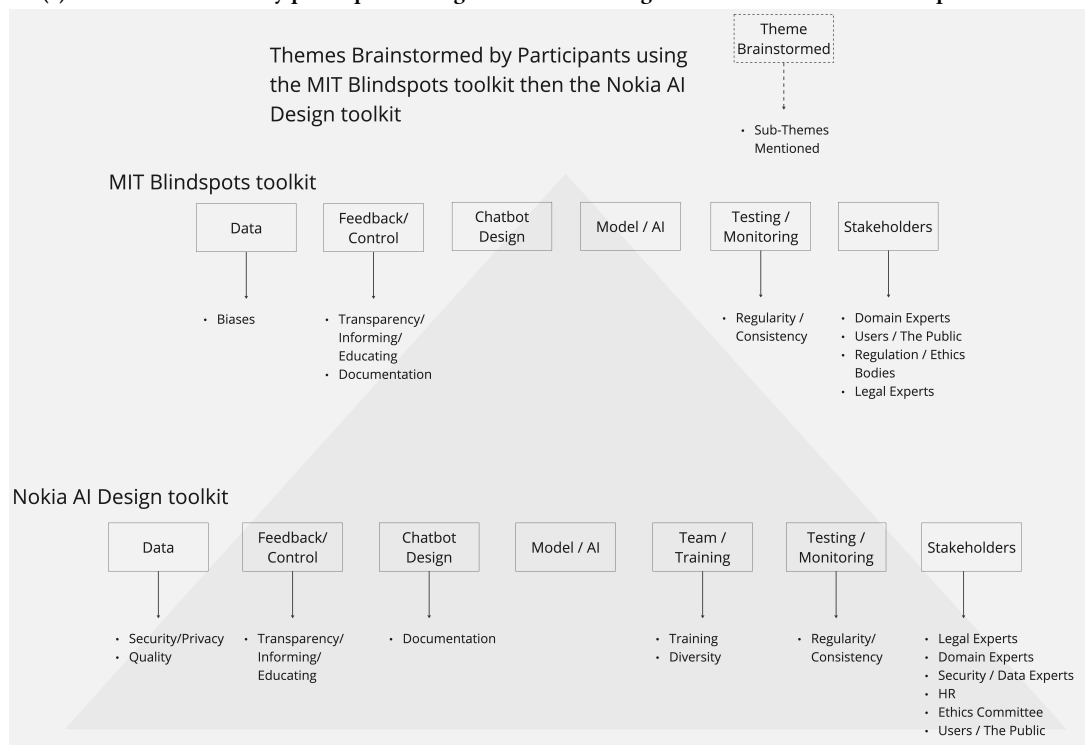 Theme
Brainstormed
Themes Brainstormed by Participants using
the MIT Blindspots toolkit then the Nokia AI
Design toolkit
• Sub-Themes
Mentioned
MIT Blindspots toolkit
Data
Feedback/
Control
Chatbot
Design
Model / AI
Testing /
Monitoring
Stakeholders
• Biases
• Transparency/
Informing/
Educating
• Documentation
• Regularity /
Consistency
• Domain Experts
• Users / The Public
• Regulation / Ethics
Bodies
• Legal Experts
Nokia AI Design toolkit
Data
Feedback/
Control
Chatbot
Design
Model / AI
Team /
Training
Testing /
Monitoring
Stakeholders
• Security/Privacy
• Quality
• Transparency/
Informing/
Educating
• Documentation
• Training
• Diversity
• Regularity/
Consistency
• Legal Experts
• Domain Experts
• Security / Data Experts
• HR
• Ethics Committee
• Users / The Public